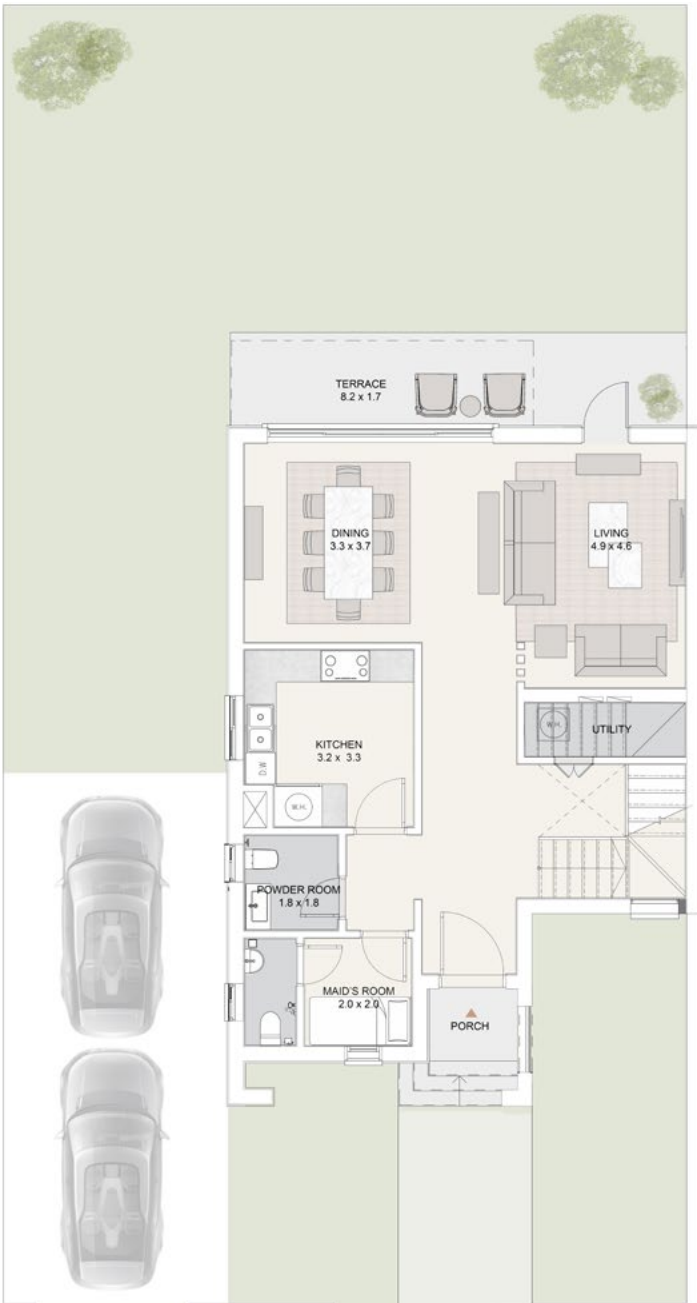 TERRACE
8.2 x 1.7
DINING
3.3 x 3.7
LIVING
4.9 x 4.6
W.H.
UTILITY
KITCHEN
3.2 x 3.3
D.W
W.H.
POWDER ROOM
1.8 x 1.8
MAID'S ROOM
2.0 x 2.0
PORCH